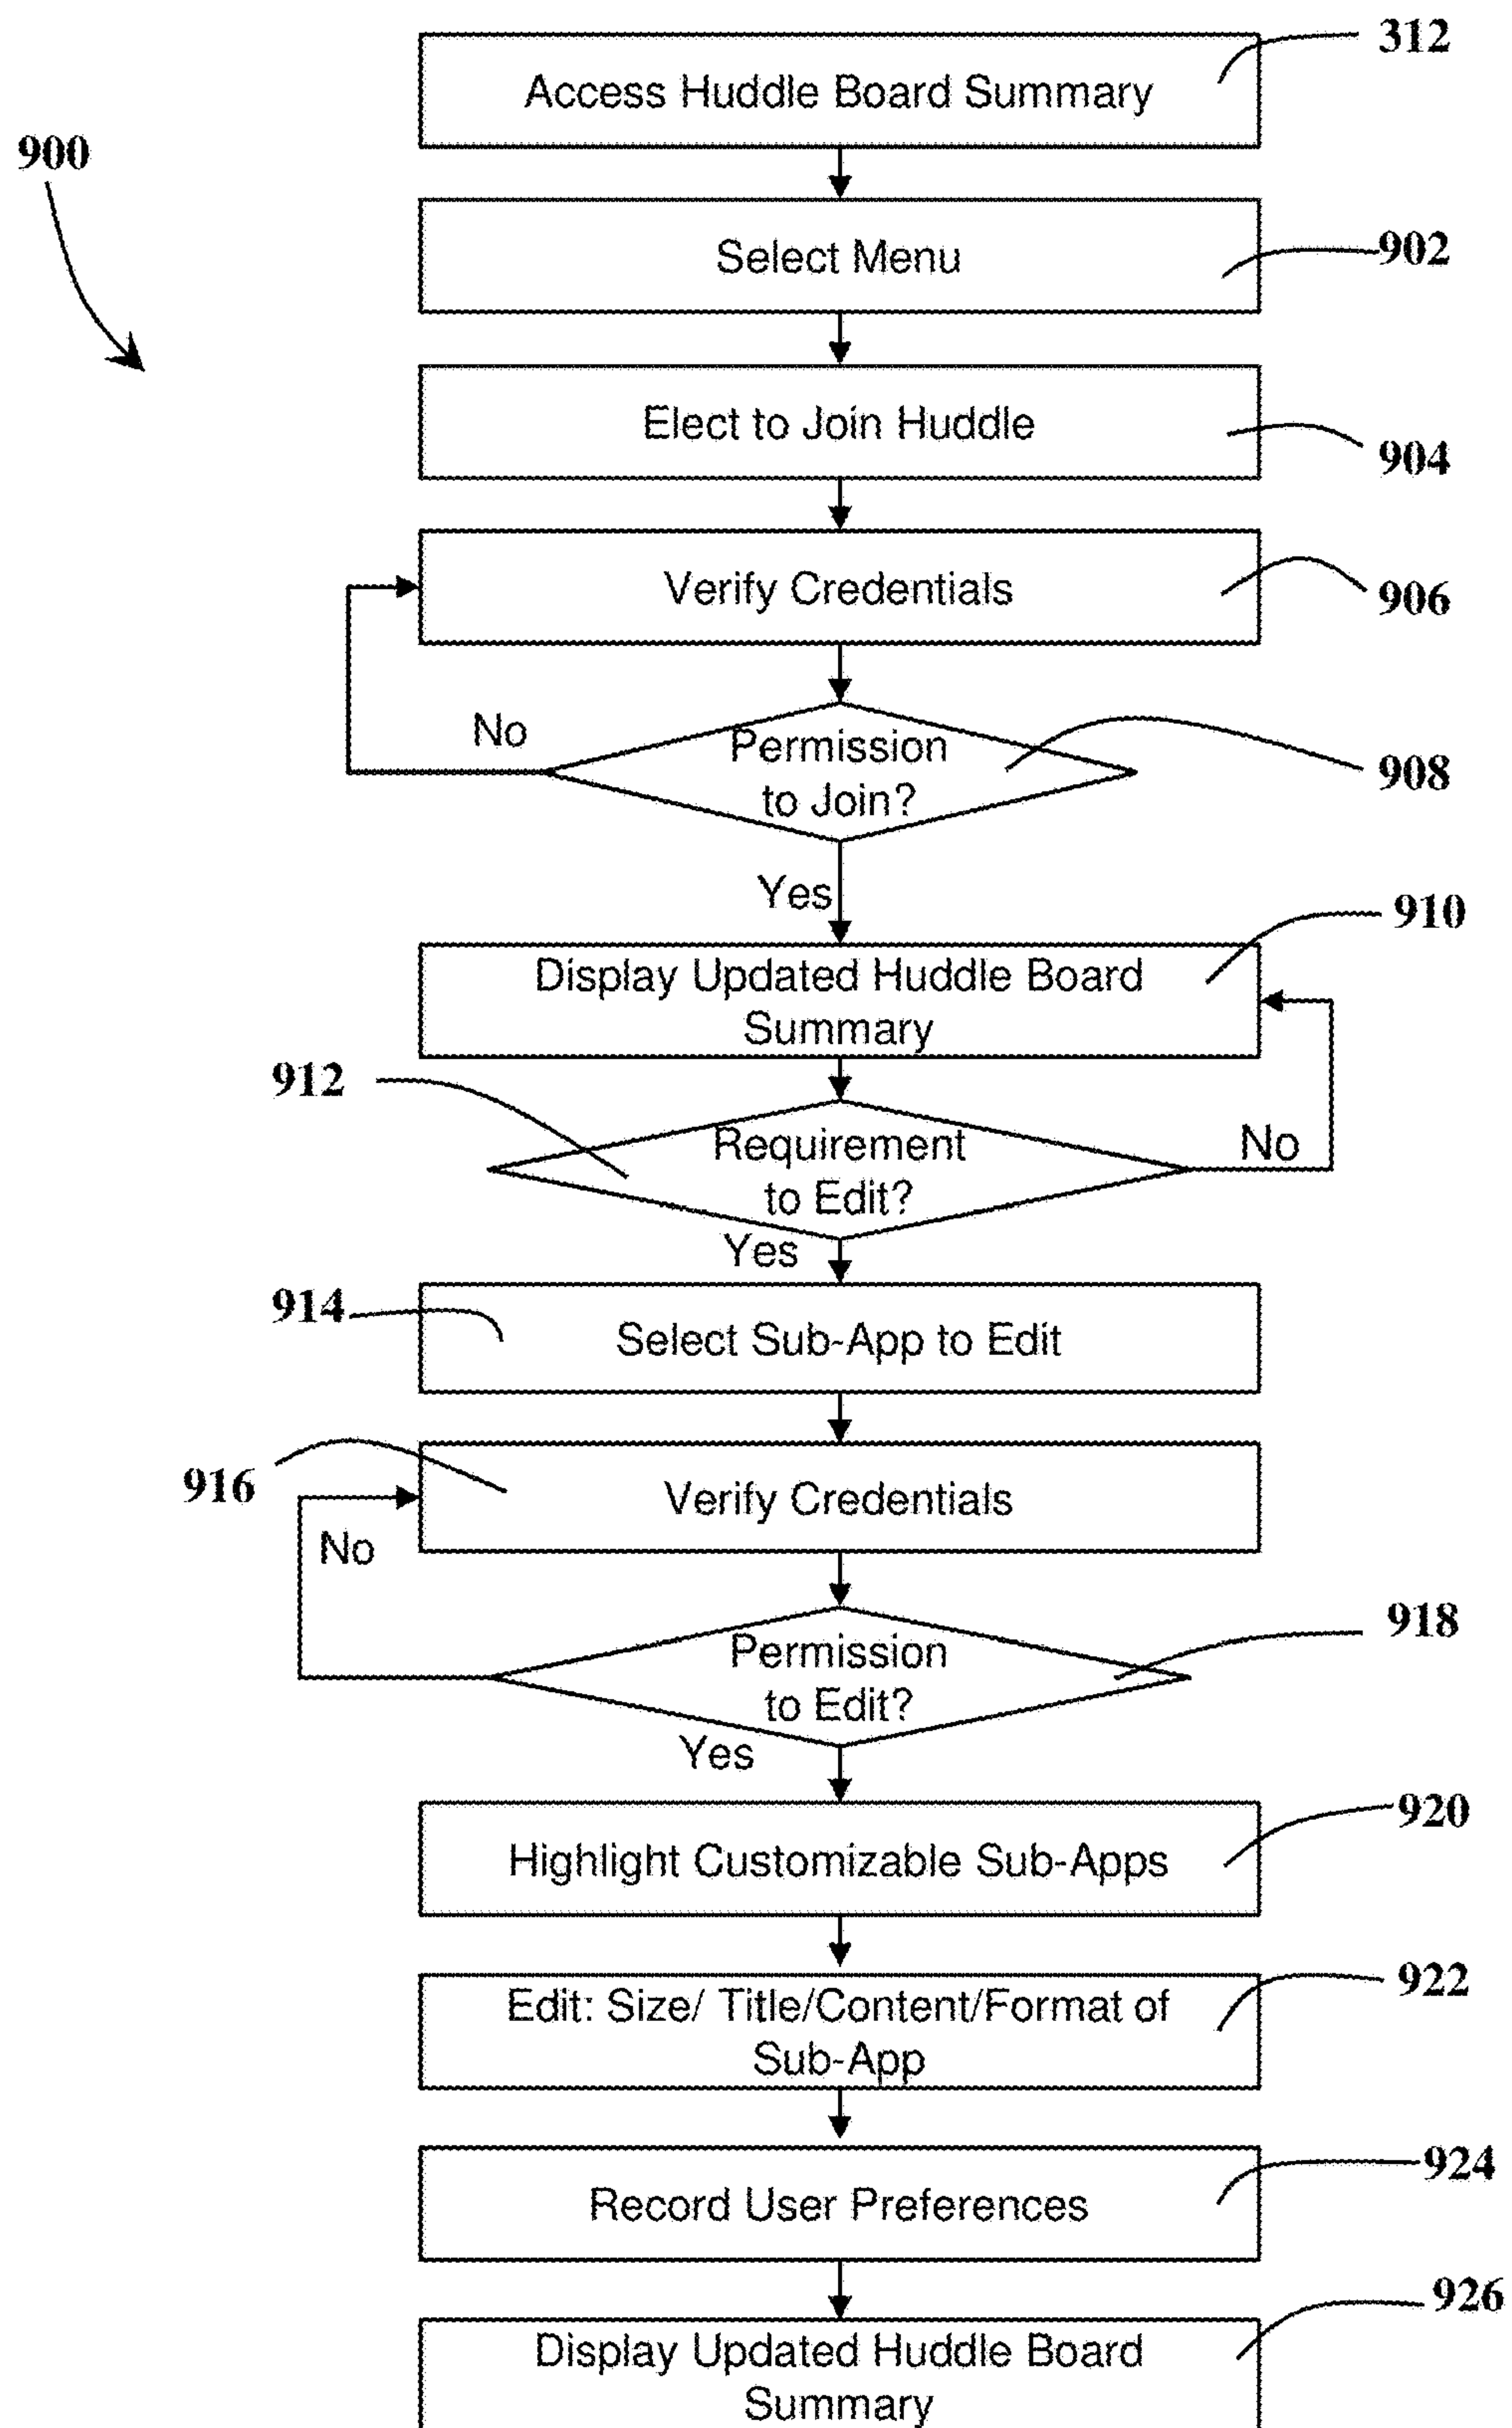 312
Access Huddle Board Summary
900
Select Menu
902
Elect to Join Huddle
904
Verify Credentials
906
No
Permission
to Join?
908
Yes
910
Display Updated Huddle Board
Summary
912
Requirement
to Edit?
No
Yes
914
Select Sub-App to Edit
916
Verify Credentials
No
918
Permission
to Edit?
Yes
920
Highlight Customizable Sub-Apps
922
Edit: Size/ Title/Content/Format of
Sub-App
924
Record User Preferences
926
Display Updated Huddle Board
Summary